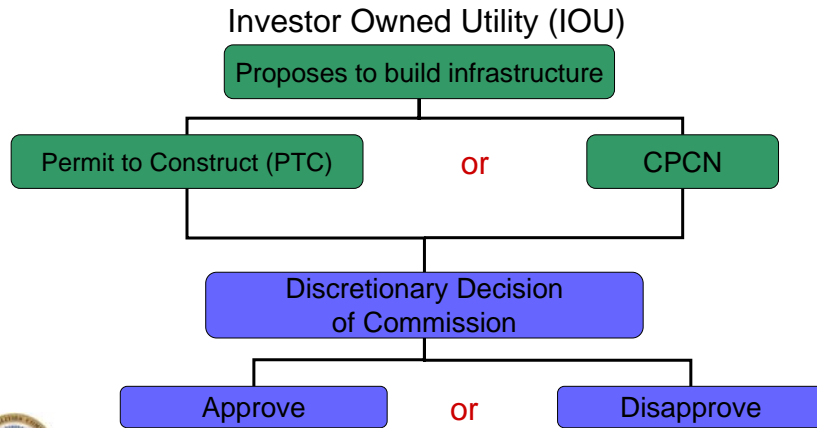 Investor Owned Utility (IOU)
Proposes to build infrastructure
Permit to Construct (PTC)
or
CPCN
Discretionary Decision
of Commission
Approve
or
Disapprove